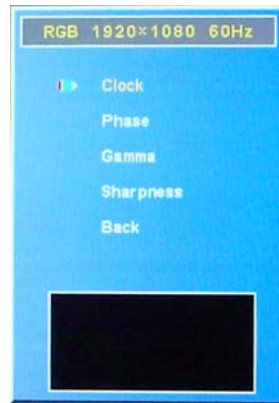 RGB 1920×1080 60Hz
Clock
Phase
Gamma
Sharpness
Back